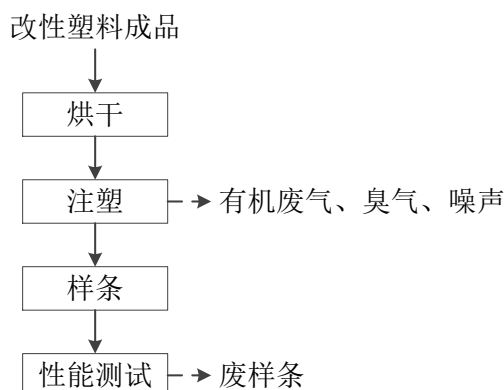 改性塑料成品
烘干
注塑
有机废气、臭气、噪声
样条
性能测试
废样条